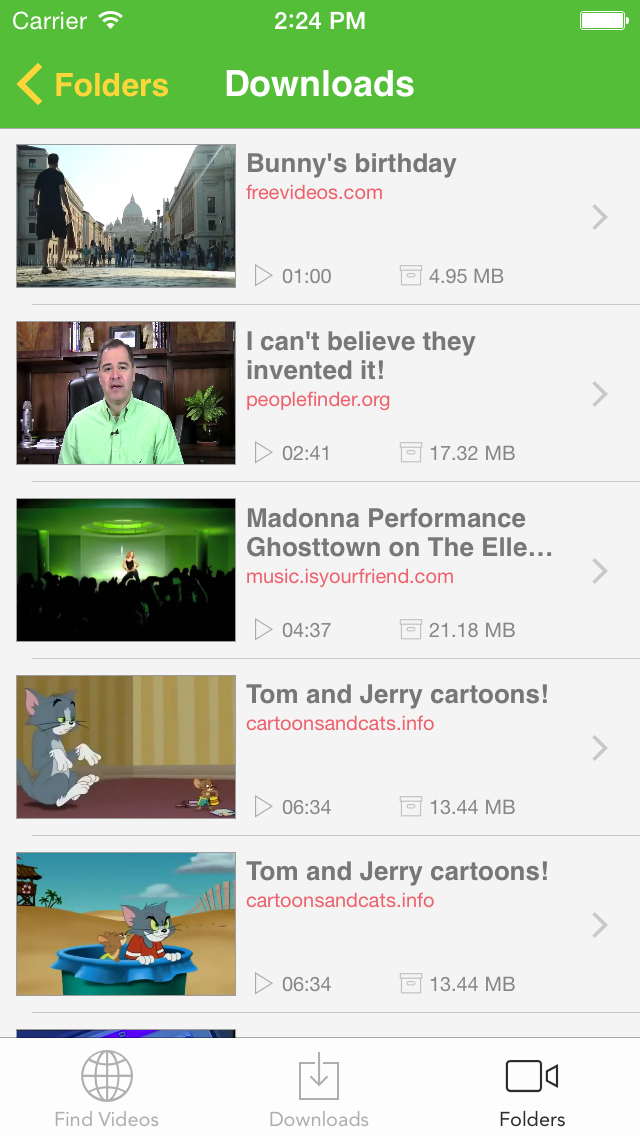 Carrier 2:24 PM
Folders Downloads
Bunny's birthday
freevideos.com
01:00 4.95 MB
I can't believe they
invented it!
peoplefinder.org
02:41 17.32 MB
Madonna Performance
Ghosttown on The Elle...
music.isyourfriend.com
04:37 21.18 MB
Tom and Jerry cartoons!
cartoonsandcats.info
06:34 13.44 MB
Tom and Jerry cartoons!
cartoonsandcats.info
06:34 13.44 MB
Find Videos Downloads Folders